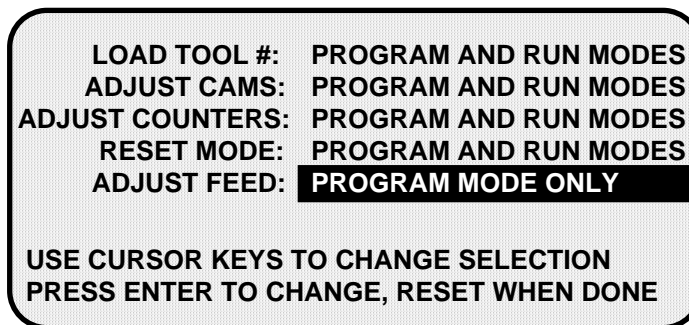 LOAD TOOL #: PROGRAM AND RUN MODES
ADJUST CAMS: PROGRAM AND RUN MODES
ADJUST COUNTERS: PROGRAM AND RUN MODES
RESET MODE: PROGRAM AND RUN MODES
ADJUST FEED: PROGRAM MODE ONLY
USE CURSOR KEYS TO CHANGE SELECTION
PRESS ENTER TO CHANGE, RESET WHEN DONE